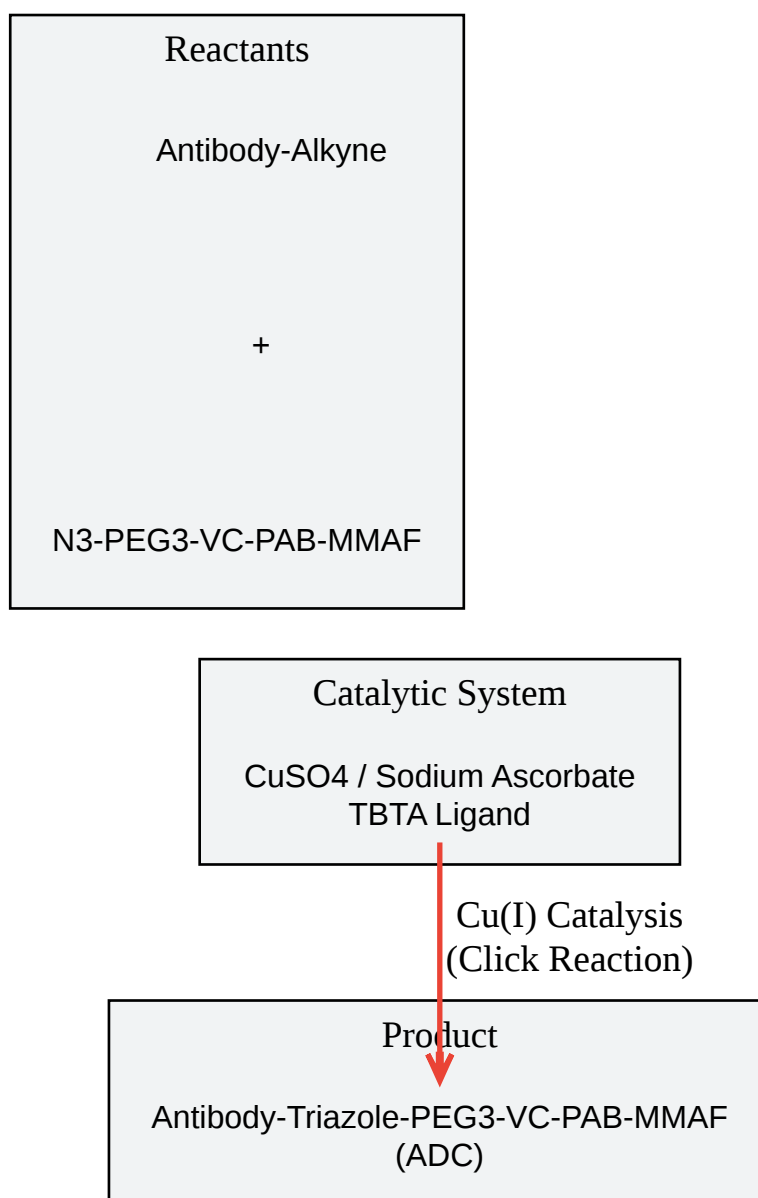 Reactants
Antibody-Alkyne
+
N3-PEG3-VC-PAB-MMAF
Catalytic System
CuSO4 / Sodium Ascorbate
TBTA Ligand
Cu(I) Catalysis
(Click Reaction)
Product
Antibody-Triazole-PEG3-VC-PAB-MMAF
(ADC)